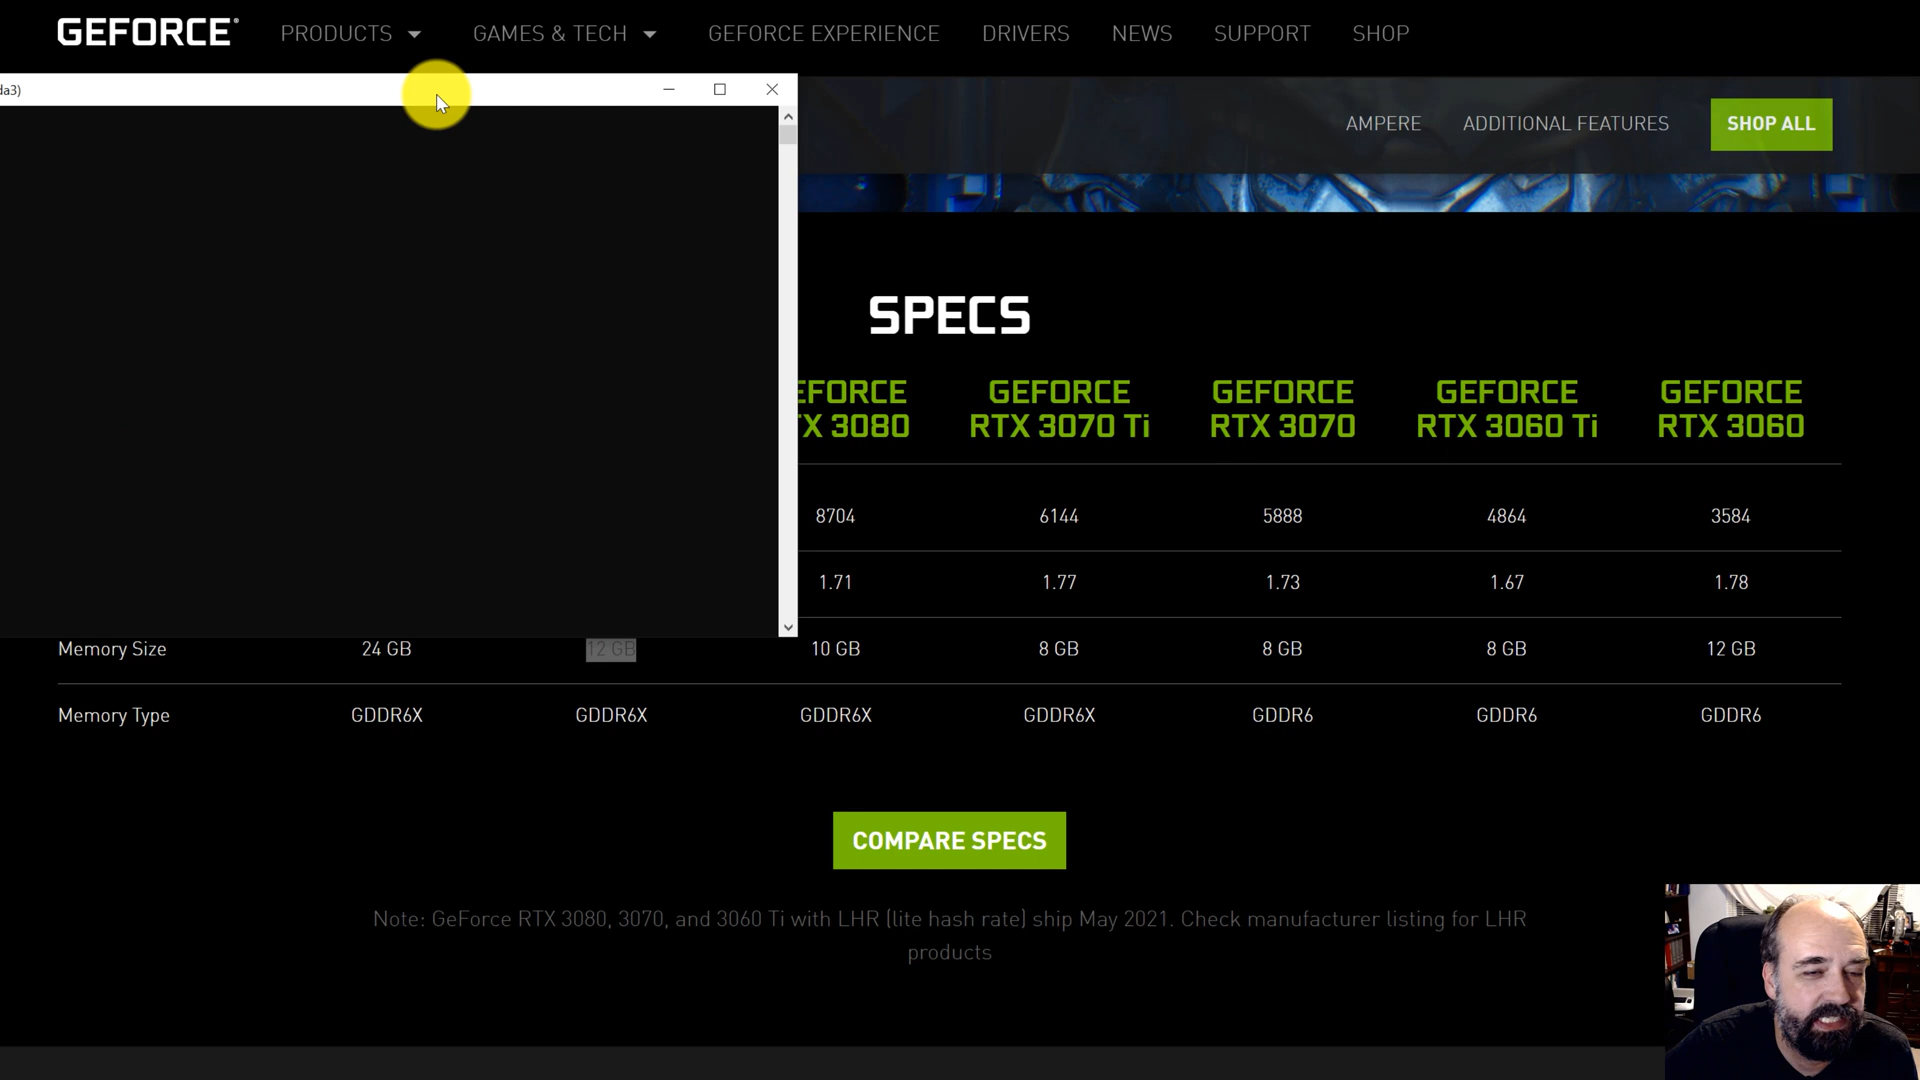 GEFORCE PRODUCTS GAMES & TECH GEFORCE EXPERIENCE DRIVERS NEWS SUPPORT SHOP
da3)
AMPERE ADDITIONAL FEATURES SHOP ALL
SPECS
EFORCE GEFORCE GEFORCE GEFORCE GEFORCE
TX 3080 RTX 3070 Ti RTX 3070 RTX 3060 Ti RTX 3060
8704 6144 5888 4864 3584
1.71 1.77 1.73 1.67 1.78
Memory Size 24 GB 12 GB 10 GB 8 GB 8 GB 8 GB 12 GB
Memory Type GDDR6X GDDR6X GDDR6X GDDR6X GDDR6 GDDR6 GDDR6
COMPARE SPECS
Note: GeForce RTX 3080, 3070, and 3060 Ti with LHR (lite hash rate) ship May 2021. Check manufacturer listing for LHR
products